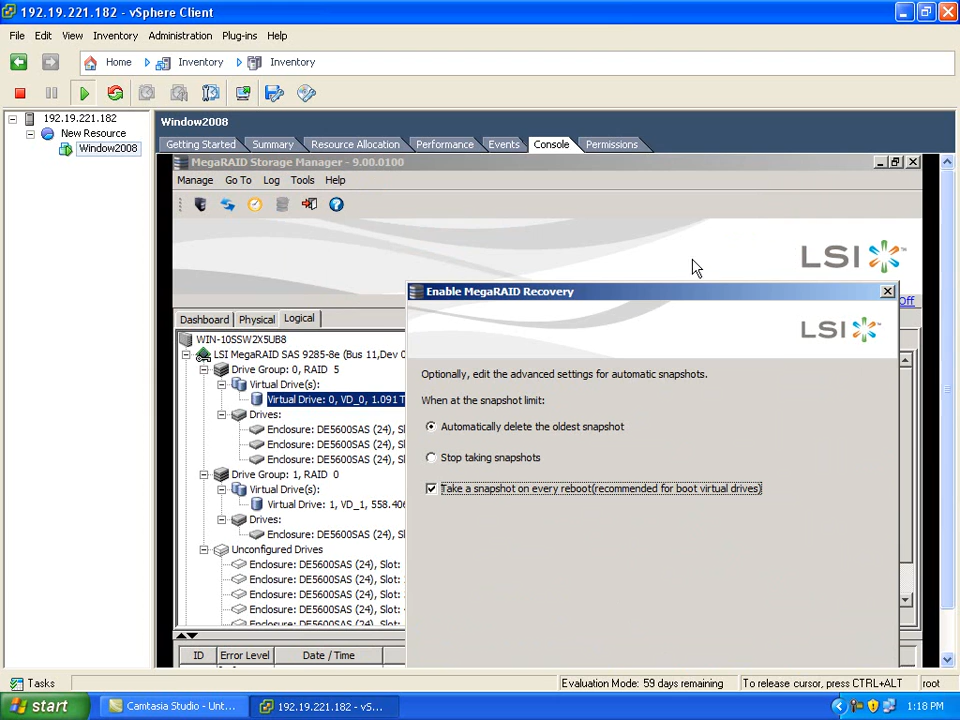 192.19.221.182 - vSphere Client
File Edit View Inventory Administration Plug-ins Help
Home Inventory Inventory
192.19.221.182
New Resource
Window2008
Window2008
Getting Started Summary Resource Allocation Performance Events Console Permissions
MegaRAID Storage Manager - 9.00.0100
Manage Go To Log Tools Help
LSI
Off
Dashboard Physical Logical
WIN-10SSW2X5UB8
LSI MegaRAID SAS 9285-8e (Bus 11,Dev 0
Drive Group: 0, RAID 5
Virtual Drive(s):
Virtual Drive: 0, VD_0, 1.091 T
Drives:
Enclosure: DE5600SAS (24), Sl
Enclosure: DE5600SAS (24), Sl
Enclosure: DE5600SAS (24), Sl
Drive Group: 1, RAID 0
Virtual Drive(s):
Virtual Drive: 1, VD_1, 558.406
Drives:
Enclosure: DE5600SAS (24), Sl
Unconfigured Drives
Enclosure: DE5600SAS (24), Slot:
Enclosure: DE5600SAS (24), Slot:
Enclosure: DE5600SAS (24), Slot:
Enclosure: DE5600SAS (24), Slot:
Enclosure: DE5600SAS (24), Slot:
ID Error Level Date / Time
Enable MegaRAID Recovery
LSI
Optionally, edit the advanced settings for automatic snapshots.
When at the snapshot limit:
Automatically delete the oldest snapshot
Stop taking snapshots
Take a snapshot on every reboot(recommended for boot virtual drives)
Tasks Evaluation Mode: 59 days remaining To release cursor, press CTRL+ALT root
start Camtasia Studio - Unt... 192.19.221.182 - vS... 1:18 PM